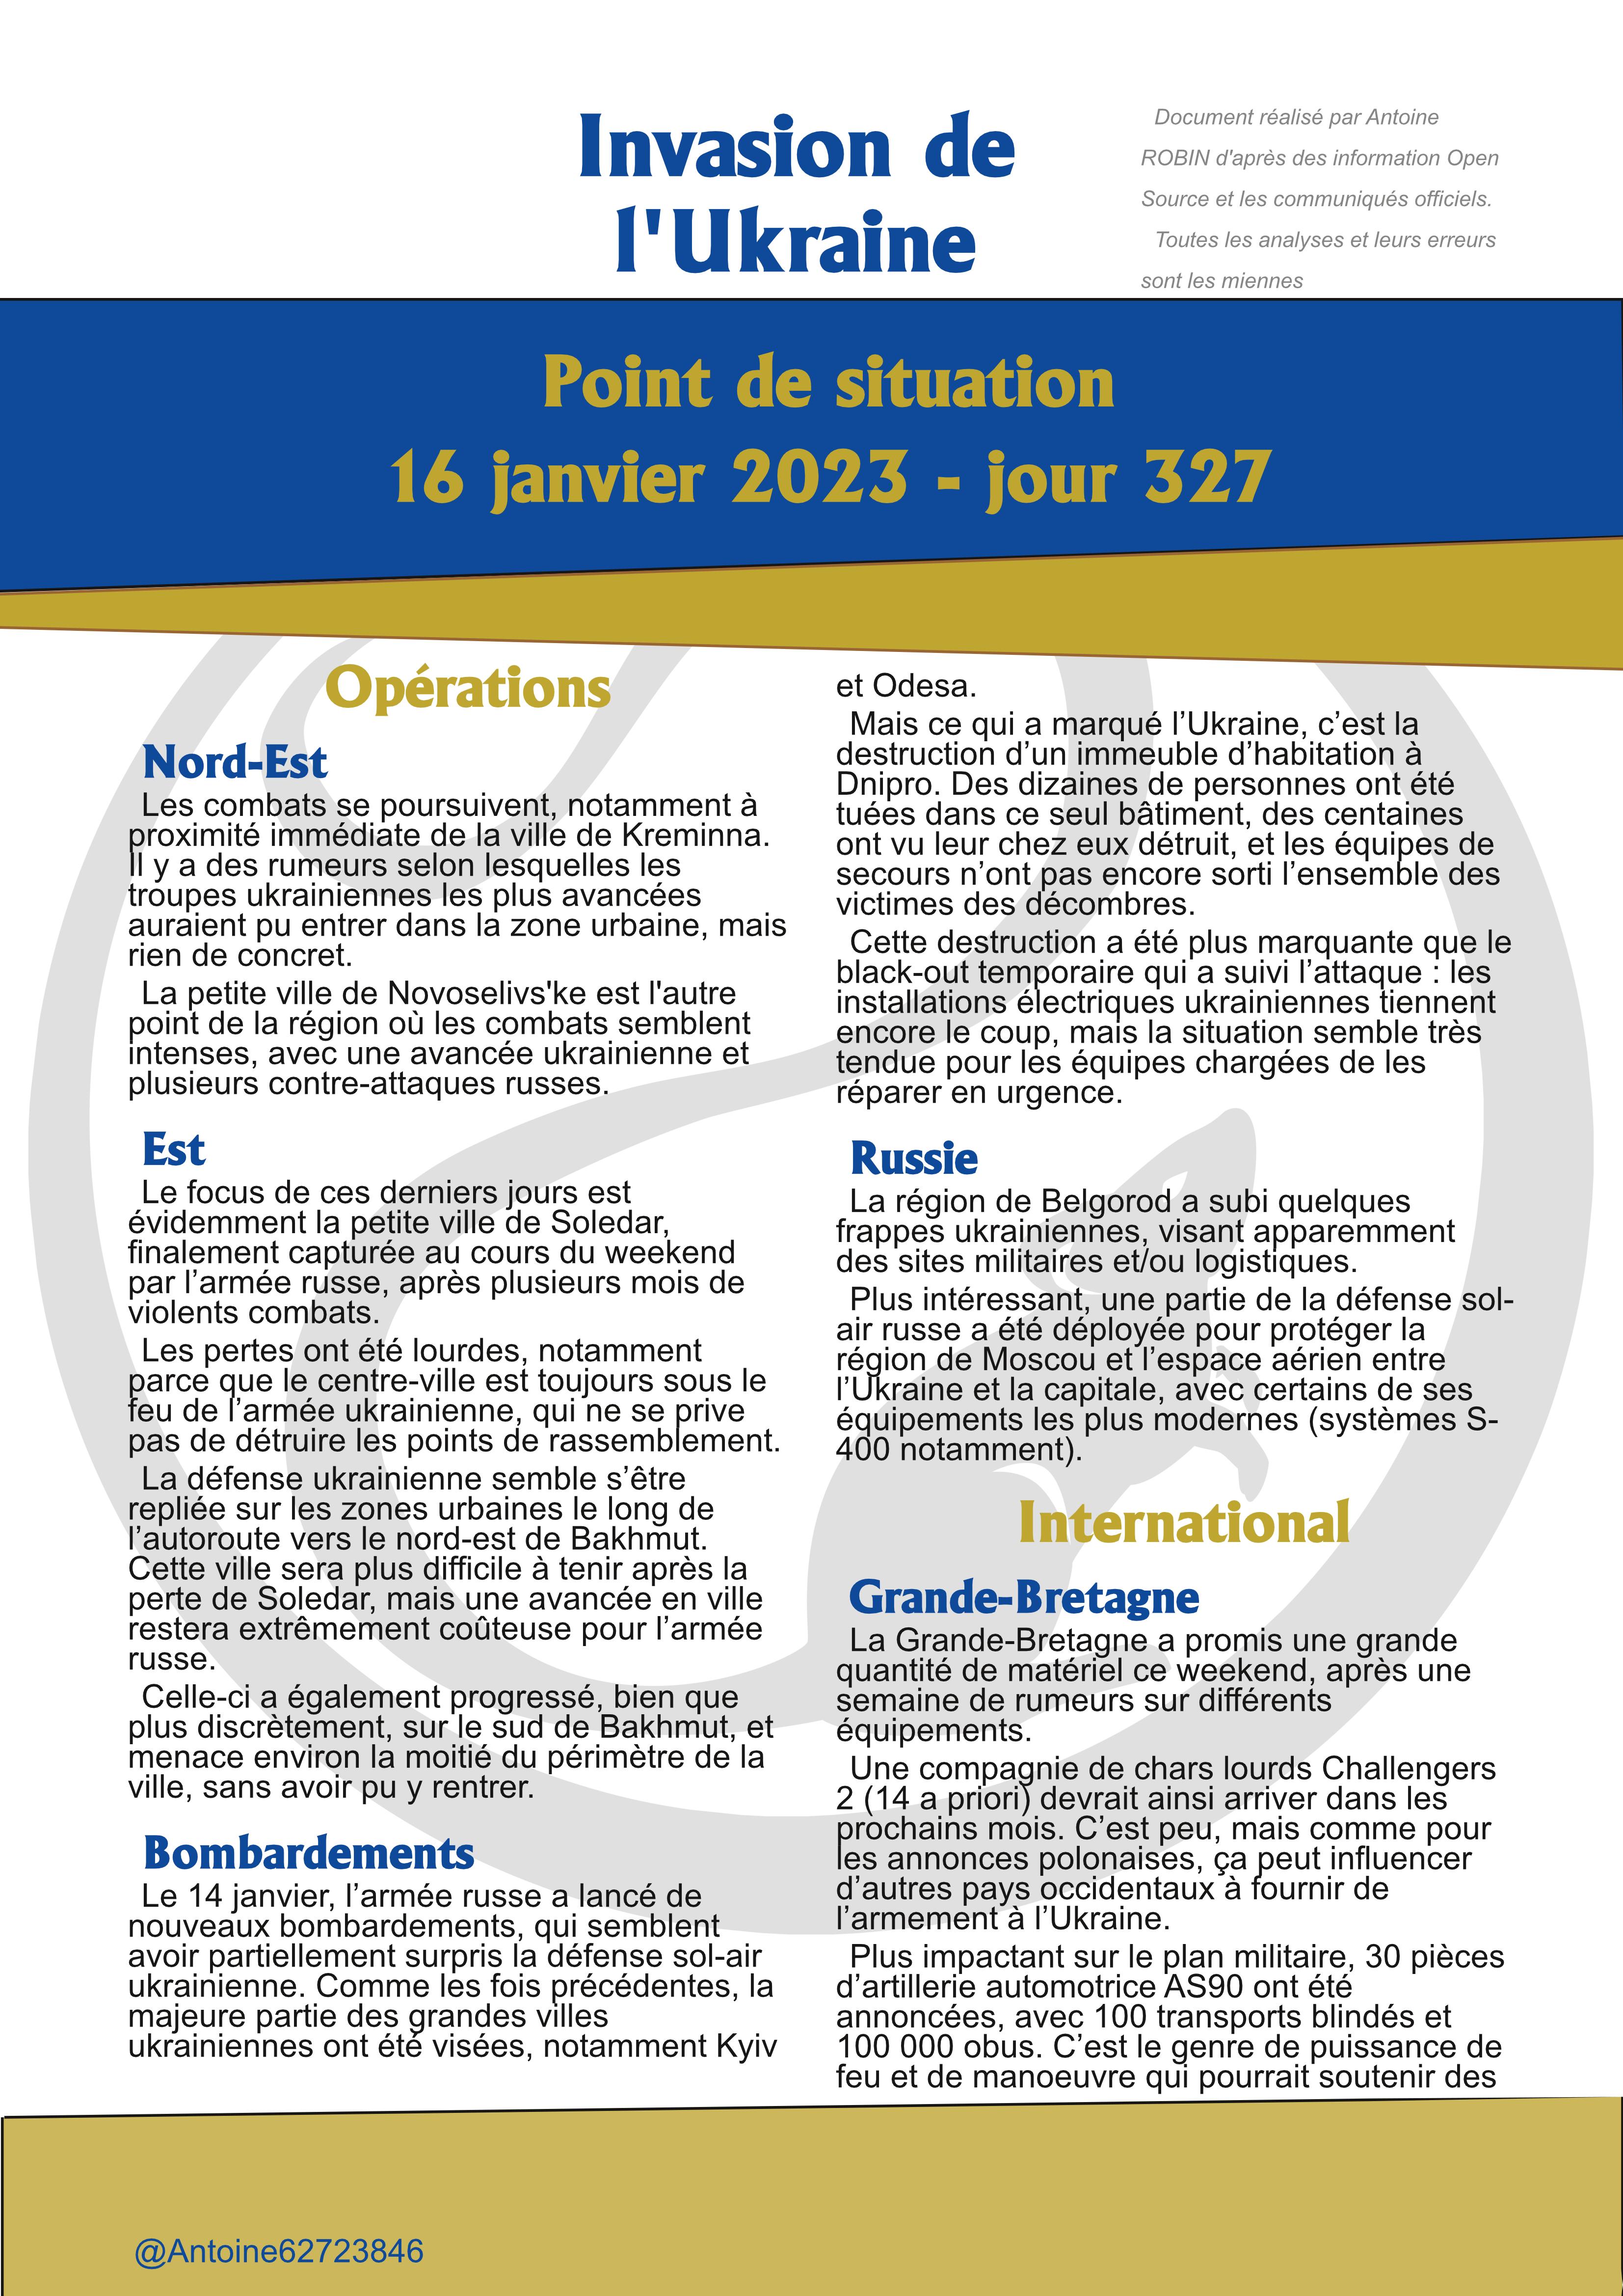 Invasion de
l'Ukraine
Document réalisé par Antoine
ROBIN d'après des information Open
Source et les communiqués officiels.
Toutes les analyses et leurs erreurs
sont les miennes
Point de situation
16 janvier 2023 - jour 327
Opérations
Nord-Est
Les combats se poursuivent, notamment à
proximité immédiate de la ville de Kreminna.
Il y a des rumeurs selon lesquelles les
troupes ukrainiennes les plus avancées
auraient pu entrer dans la zone urbaine, mais
rien de concret.
La petite ville de Novoselivs'ke est l'autre
point de la région où les combats semblent
intenses, avec une avancée ukrainienne et
plusieurs contre-attaques russes.
Est
Le focus de ces derniers jours est
évidemment la petite ville de Soledar,
finalement capturée au cours du weekend
par l’armée russe, après plusieurs mois de
violents combats.
Les pertes ont été lourdes, notamment
parce que le centre-ville est toujours sous le
feu de l’armée ukrainienne, qui ne se prive
pas de détruire les points de rassemblement.
La défense ukrainienne semble s’être
repliée sur les zones urbaines le long de
l’autoroute vers le nord-est de Bakhmut.
Cette ville sera plus difficile à tenir après la
perte de Soledar, mais une avancée en ville
restera extrêmement coûteuse pour l’armée
russe.
Celle-ci a également progressé, bien que
plus discrètement, sur le sud de Bakhmut, et
menace environ la moitié du périmètre de la
ville, sans avoir pu y rentrer.
Bombardements
Le 14 janvier, l’armée russe a lancé de
nouveaux bombardements, qui semblent
avoir partiellement surpris la défense sol-air
ukrainienne. Comme les fois précédentes, la
majeure partie des grandes villes
ukrainiennes ont été visées, notamment Kyiv
et Odesa.
Mais ce qui a marqué l’Ukraine, c’est la
destruction d’un immeuble d’habitation à
Dnipro. Des dizaines de personnes ont été
tuées dans ce seul bâtiment, des centaines
ont vu leur chez eux détruit, et les équipes de
secours n’ont pas encore sorti l’ensemble des
victimes des décombres.
Cette destruction a été plus marquante que le
black-out temporaire qui a suivi l’attaque : les
installations électriques ukrainiennes tiennent
encore le coup, mais la situation semble très
tendue pour les équipes chargées de les
réparer en urgence.
Russie
La région de Belgorod a subi quelques
frappes ukrainiennes, visant apparemment
des sites militaires et/ou logistiques.
Plus intéressant, une partie de la défense sol-
air russe a été déployée pour protéger la
région de Moscou et l’espace aérien entre
l’Ukraine et la capitale, avec certains de ses
équipements les plus modernes (systèmes S-
400 notamment).
International
Grande-Bretagne
La Grande-Bretagne a promis une grande
quantité de matériel ce weekend, après une
semaine de rumeurs sur différents
équipements.
Une compagnie de chars lourds Challengers
2 (14 a priori) devrait ainsi arriver dans les
prochains mois. C’est peu, mais comme pour
les annonces polonaises, ça peut influencer
d’autres pays occidentaux à fournir de
l’armement à l’Ukraine.
Plus impactant sur le plan militaire, 30 pièces
d’artillerie automotrice AS90 ont été
annoncées, avec 100 transports blindés et
100 000 obus. C’est le genre de puissance de
feu et de manoeuvre qui pourrait soutenir des
@Antoine62723846